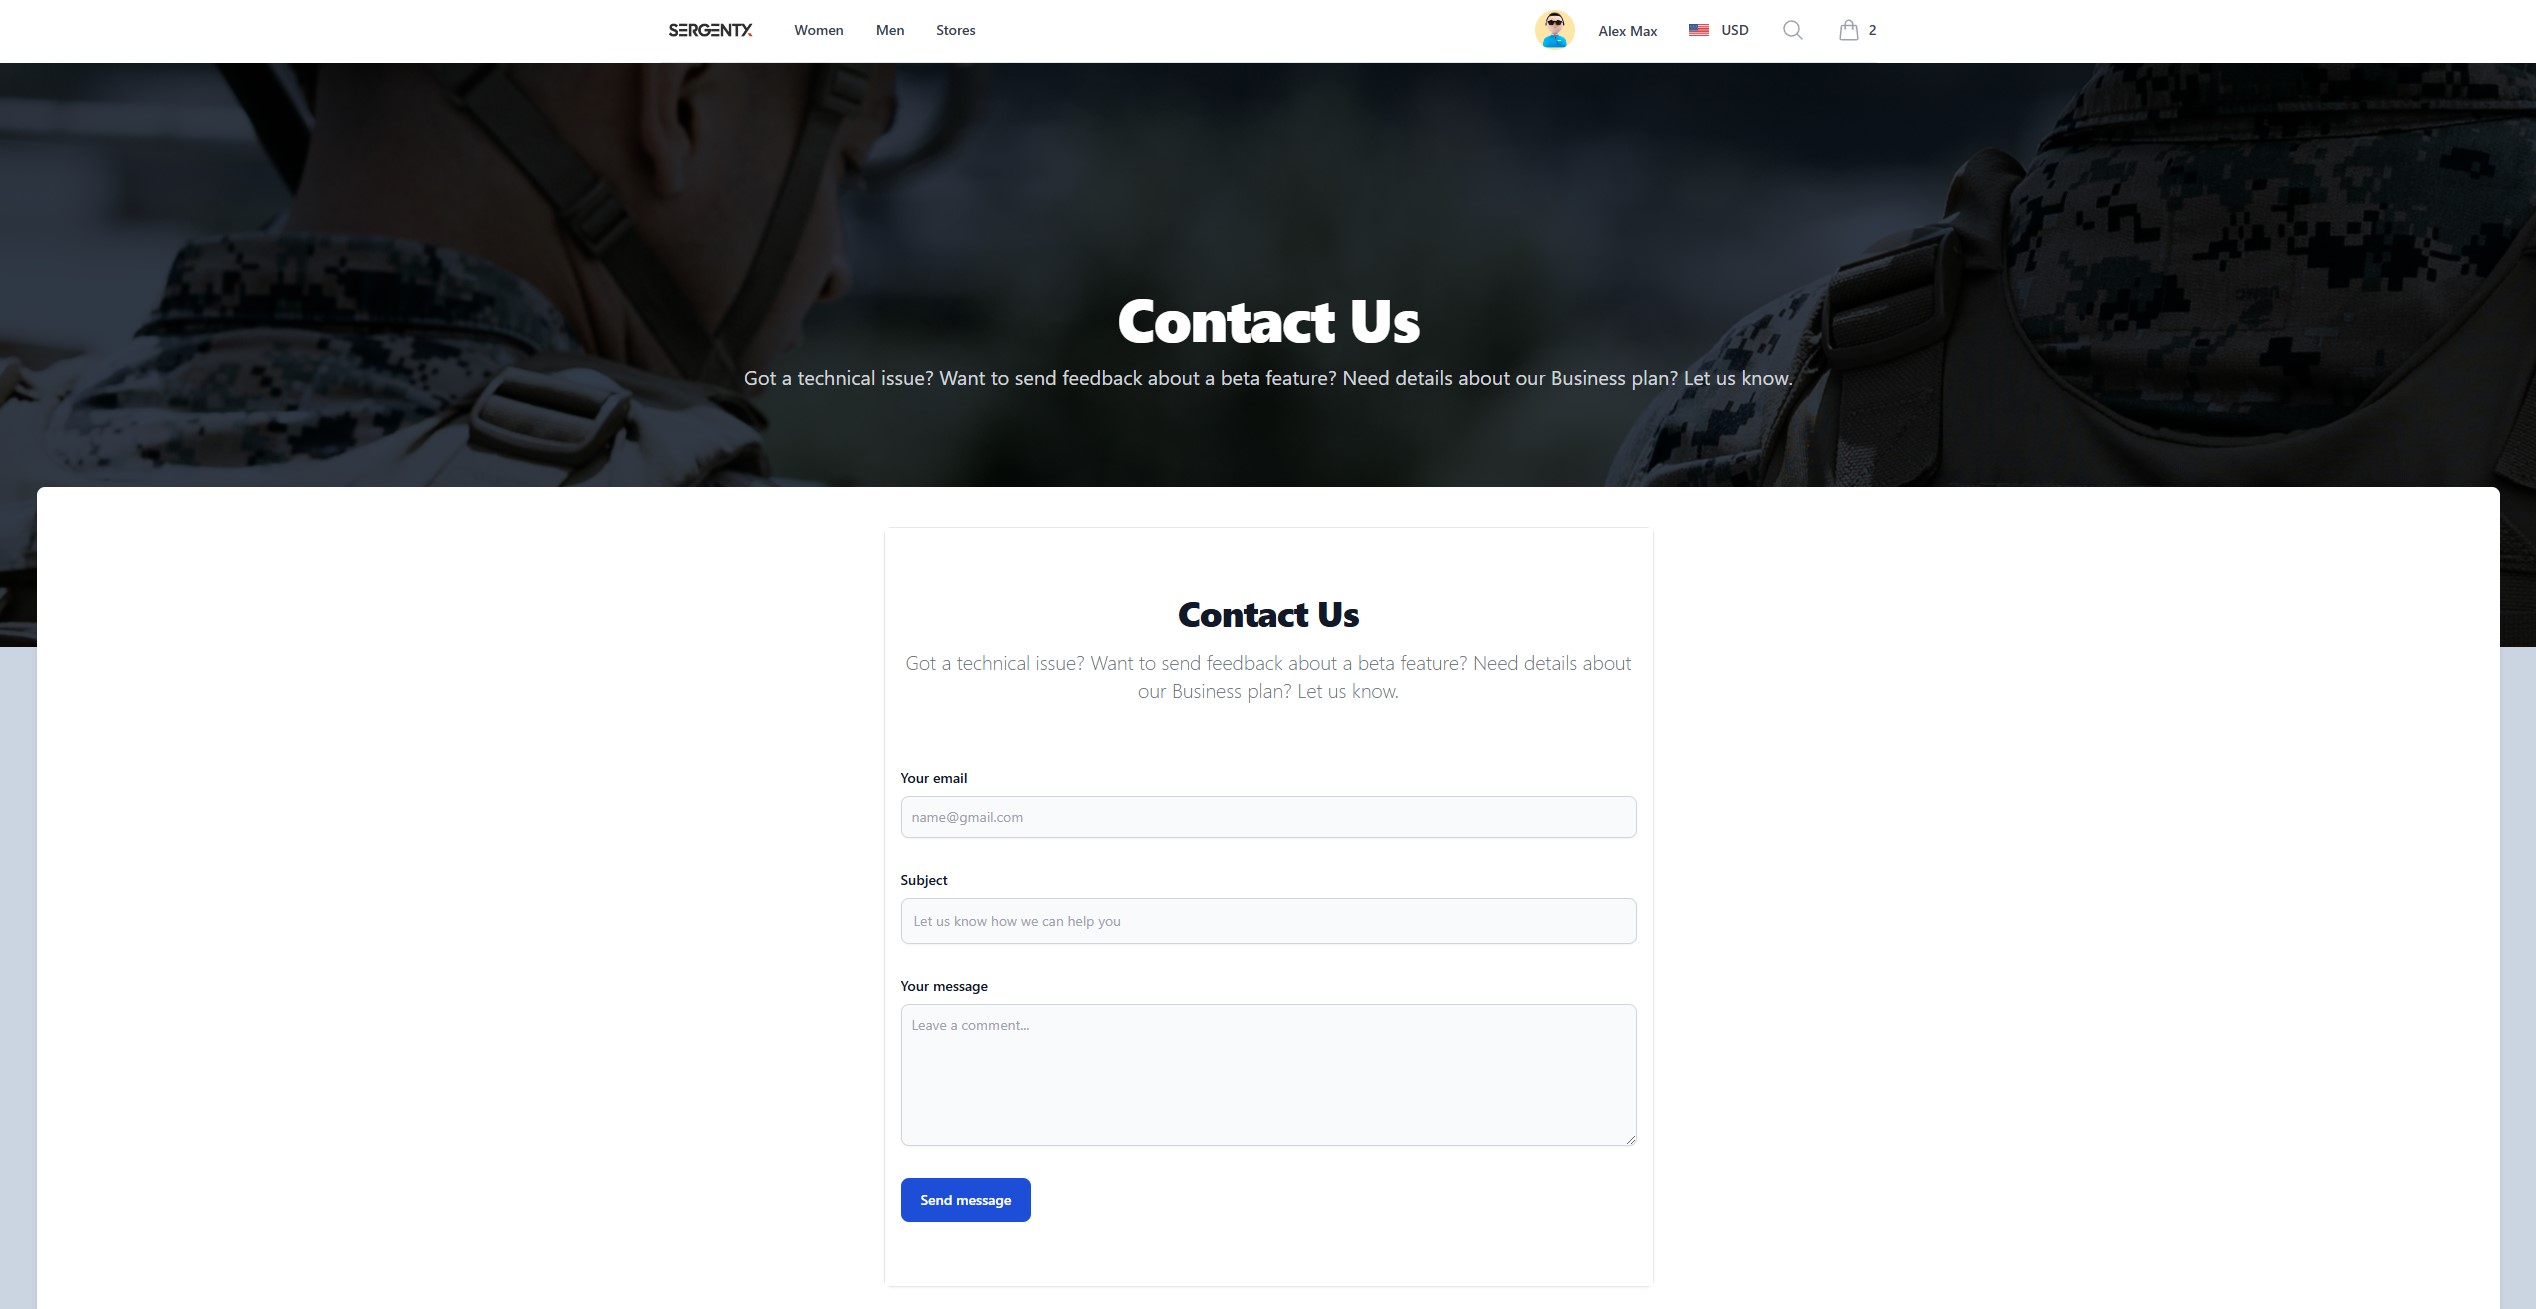 SERGENTX
Women
Men
Stores
Alex Max
USD
2
Contact Us
Got a technical issue? Want to send feedback about a beta feature? Need details about our Business plan? Let us know.
Contact Us
Got a technical issue? Want to send feedback about a beta feature? Need details about
our Business plan? Let us know.
Your email
name@gmail.com
Subject
Let us know how we can help you
Your message
Leave a comment...
Send message